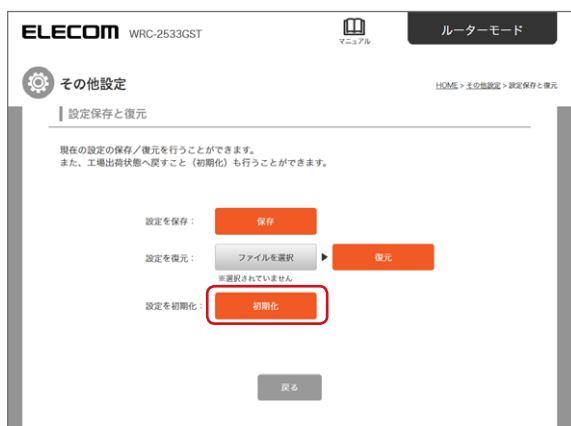 ELECOM WRC-2533GST
マニュアル
ルーターモード
その他設定
HOME > その他設定 > 設定保存と復元
設定保存と復元
現在の設定の保存／復元を行うことができます。
また、工場出荷状態へ戻すこと（初期化）も行うことができます。
設定を保存： 保存
設定を復元： ファイルを選択 ▶ 復元
※選択されていません
設定を初期化： 初期化
戻る